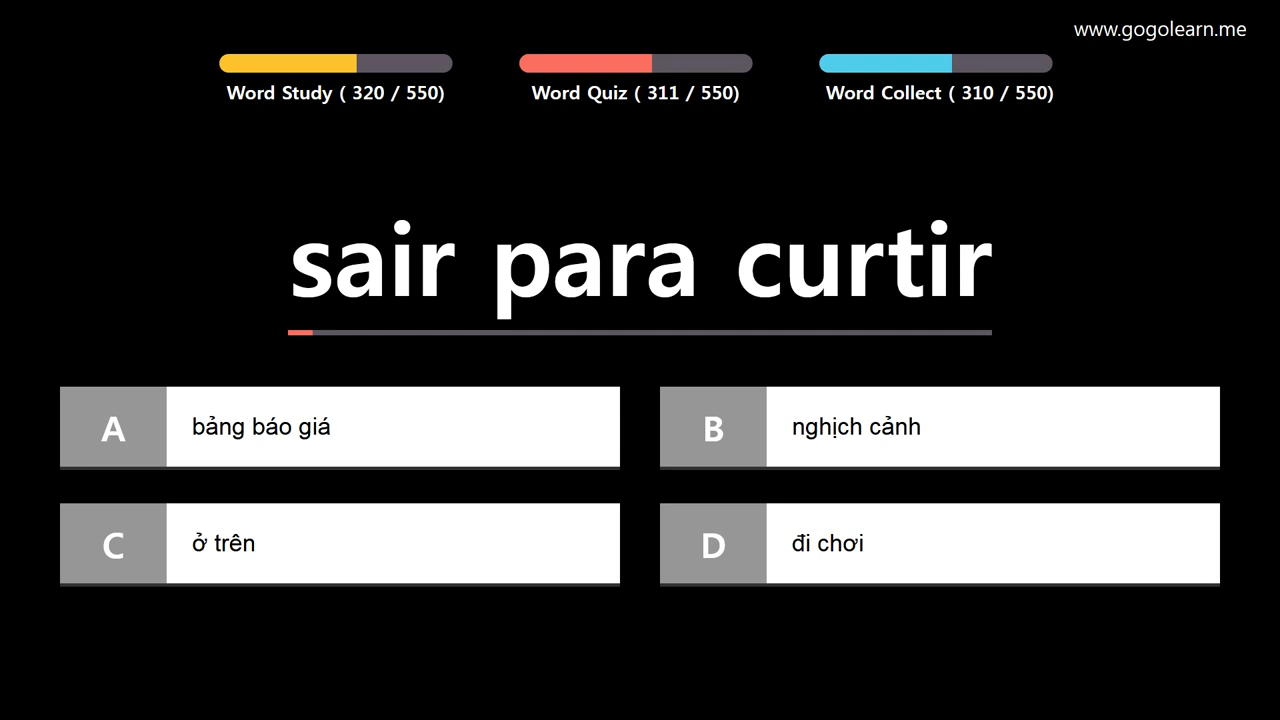 www.gogolearn.me
Word Study ( 320 / 550)
Word Quiz ( 311 / 550)
Word Collect ( 310 / 550)
sair para curtir
A bảng báo giá
B nghịch cảnh
C ở trên
D đi chơi